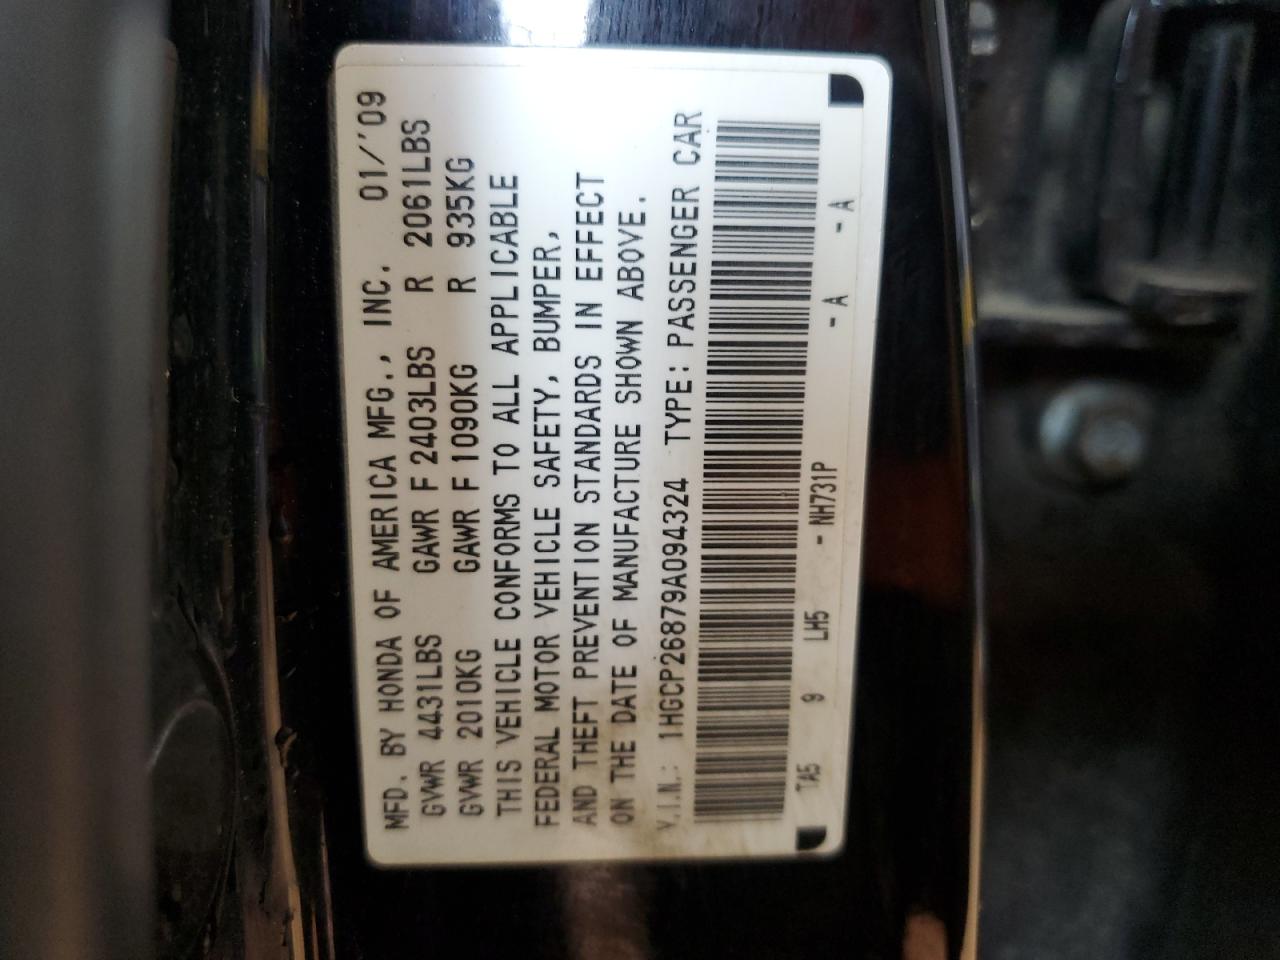 MFD. BY HONDA OF AMERICA MFG., INC. 01/'09
GVWR 4431LBS GAWR F 2403LBS R 2061LBS
GVWR 2010KG GAWR F 1090KG R 935KG
THIS VEHICLE CONFORMS TO ALL APPLICABLE
FEDERAL MOTOR VEHICLE SAFETY, BUMPER,
AND THEFT PREVENTION STANDARDS IN EFFECT
ON THE DATE OF MANUFACTURE SHOWN ABOVE.
V.I.N.: 1HGCP26879A094324 TYPE: PASSENGER CAR
TA5 9 LH5 - NH731P - A - A